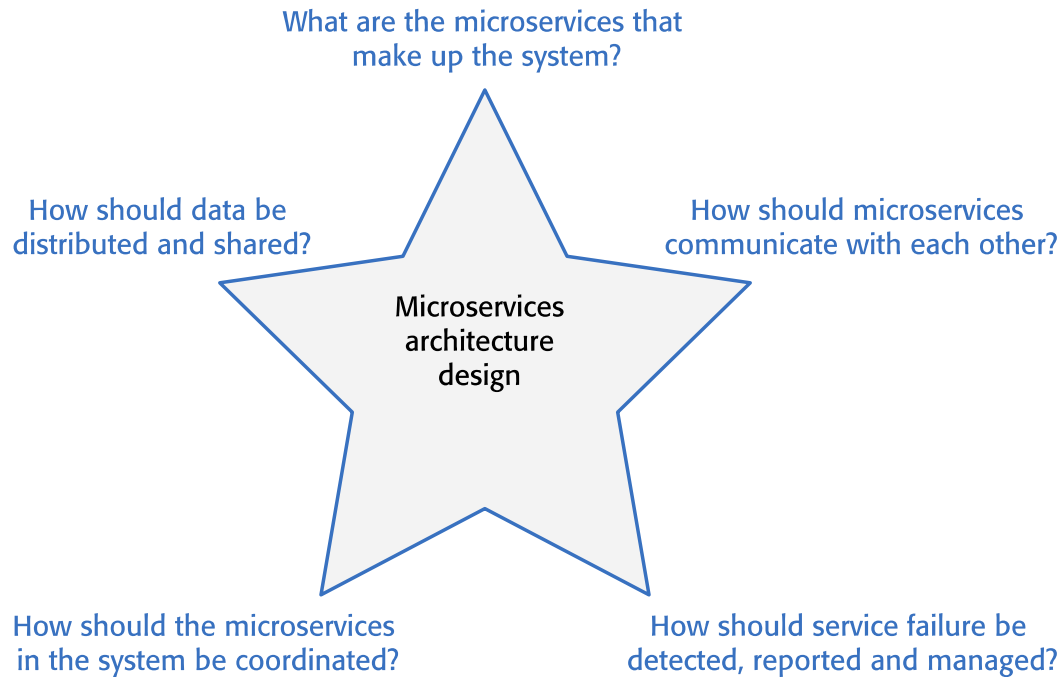 What are the microservices that
make up the system?
How should data be
distributed and shared?
How should microservices
communicate with each other?
Microservices
architecture
design
How should the microservices
in the system be coordinated?
How should service failure be
detected, reported and managed?